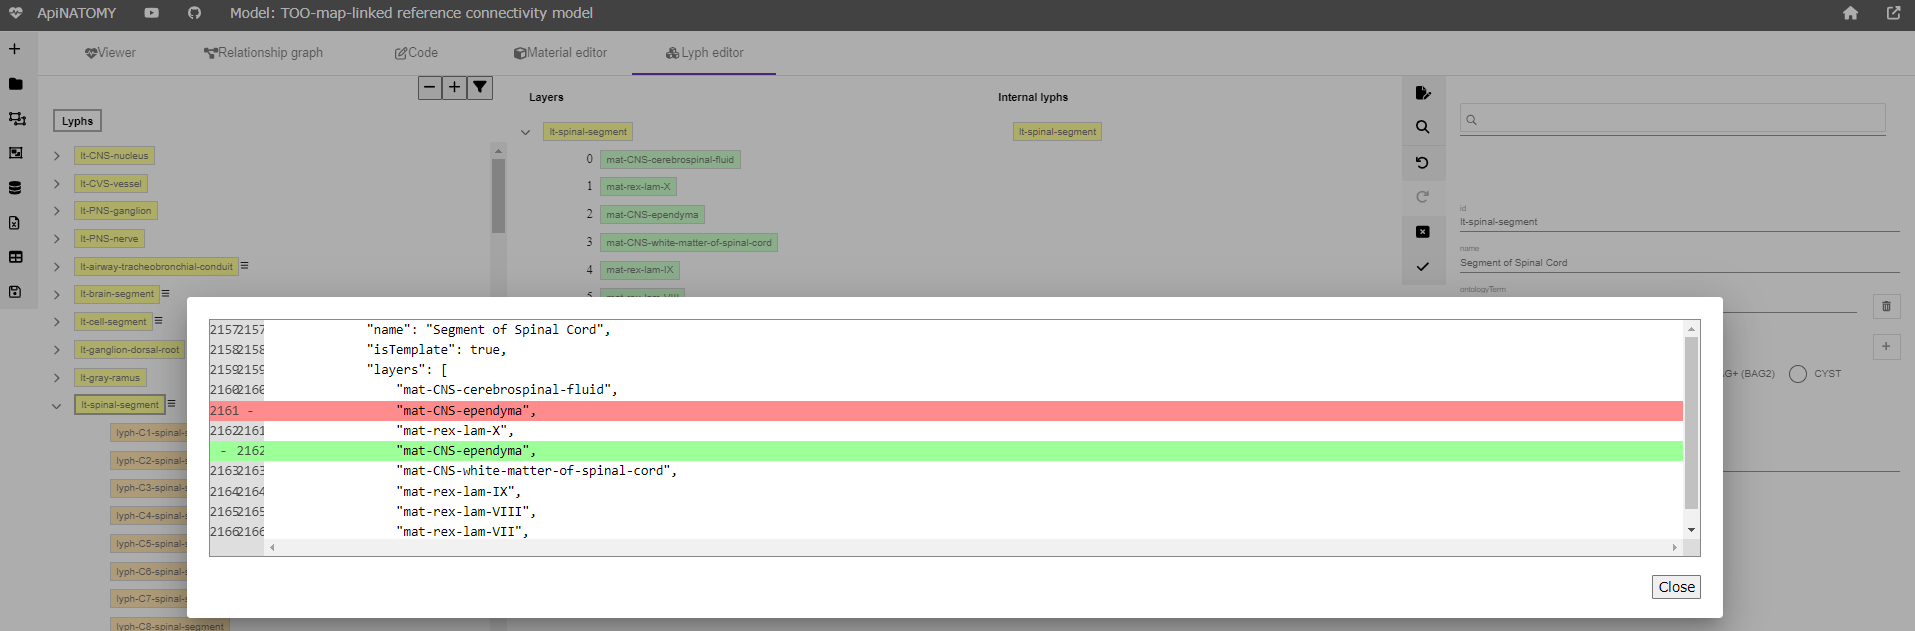 ApiNATOMY Model: TOO-map-linked reference connectivity model
Viewer Relationship graph Code Material editor Lyph editor
Lyphs
lt-CNS-nucleus
lt-CVS-vessel
lt-PNS-ganglion
lt-PNS-nerve
lt-airway-tracheobronchial-conduit
lt-brain-segment
lt-cell-segment
lt-ganglion-dorsal-root
lt-gray-ramus
lt-spinal-segment
lyph-C1-spinal-s
lyph-C2-spinal-s
lyph-C3-spinal-s
lyph-C4-spinal-s
lyph-C5-spinal-s
lyph-C6-spinal-s
lyph-C7-spinal-s
lyph-C8-spinal-segment
Layers
lt-spinal-segment
0 mat-CNS-cerebrospinal-fluid
1 mat-rex-lam-X
2 mat-CNS-ependyma
3 mat-CNS-white-matter-of-spinal-cord
4 mat-rex-lam-IX
5 mat-rex-lam-VIII
Internal lyphs
lt-spinal-segment
id
lt-spinal-segment
name
Segment of Spinal Cord
ontologyTerm
G+ (BAG2) CYST
2157 2157 "name": "Segment of Spinal Cord",
2158 2158 "isTemplate": true,
2159 2159 "layers": [
2160 2160 "mat-CNS-cerebrospinal-fluid",
2161 - "mat-CNS-ependyma",
2162 2161 "mat-rex-lam-X",
- 2162 "mat-CNS-ependyma",
2163 2163 "mat-CNS-white-matter-of-spinal-cord",
2164 2164 "mat-rex-lam-IX",
2165 2165 "mat-rex-lam-VIII",
2166 2166 "mat-rex-lam-VII",
Close